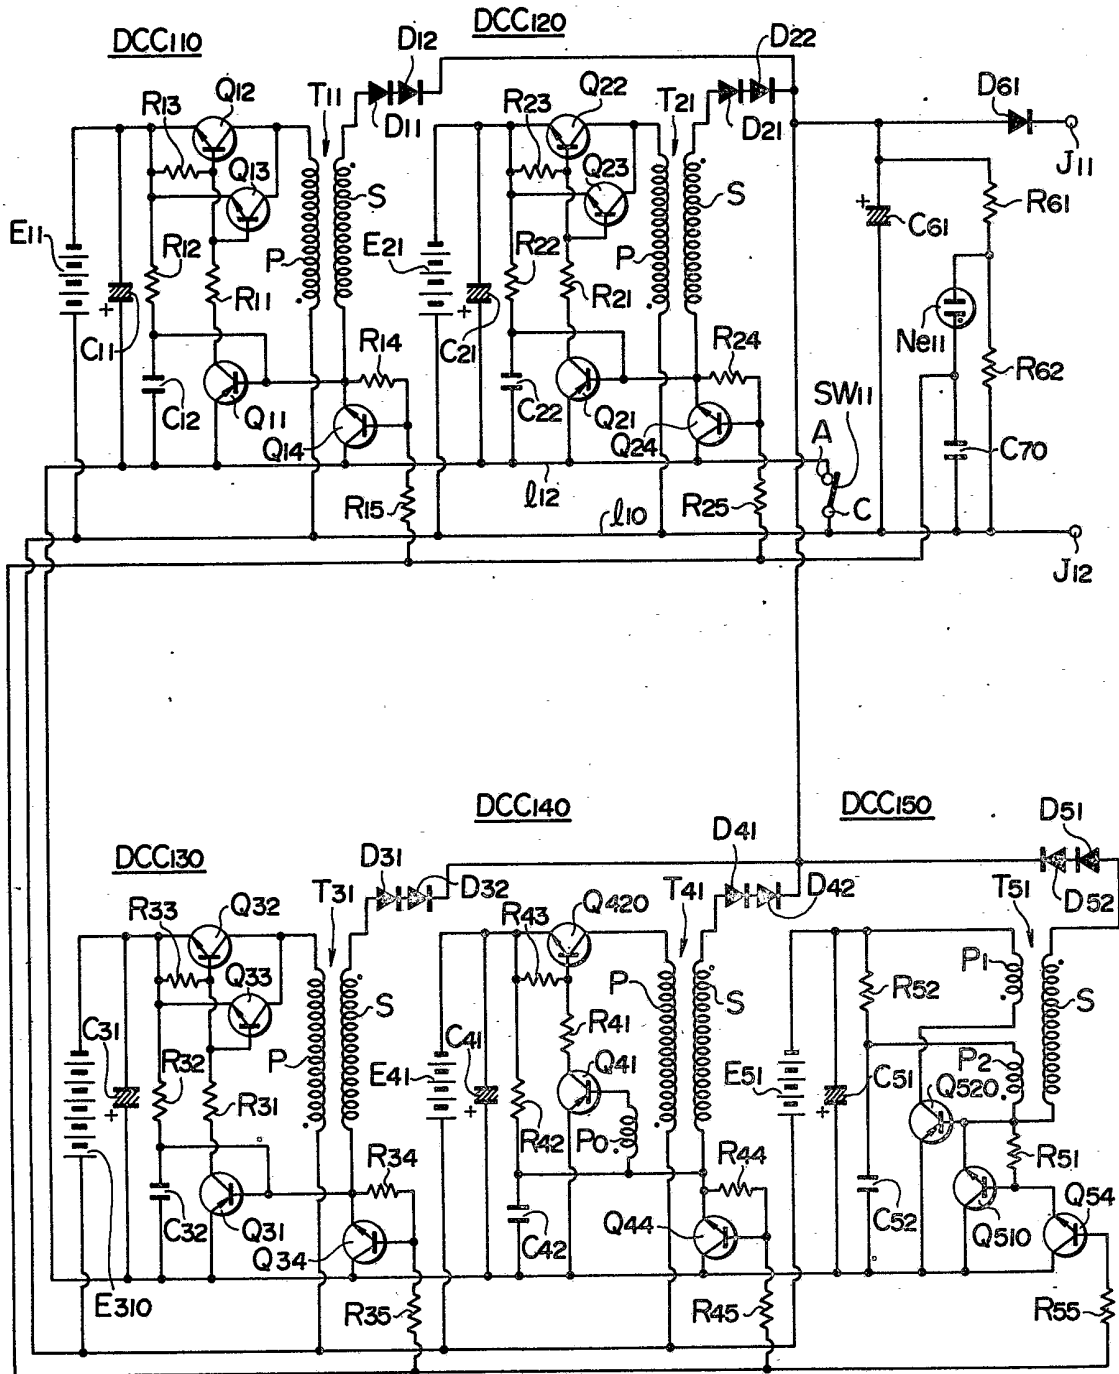 DCC110
DCC120
D12
D22
Q12
Q22
R13
T11
R23
T21
D61
D11
D21
J11
Q13
Q23
S
S
R61
E11
R12
P
E21
R22
P
C61
R11
R21
Ne11
C11
R14
C21
R24
R62
C12
Q11
C22
Q21
SW11
Q14
Q24
A
C70
l12
R15
R25
C
l10
J12
DCC140
DCC150
DCC130
D31
D41
D51
D32
D42
D52
R33
Q32
T31
R43
Q420
T41
T51
Q33
P1
S
P
S
R52
S
C31
R32
P
R41
C41
Q41
P2
E41
E51
C51
Q520
R31
R42
P0
R34
R44
R51
C32
Q31
C42
Q44
C52
Q54
Q34
Q510
E310
R35
R45
R55